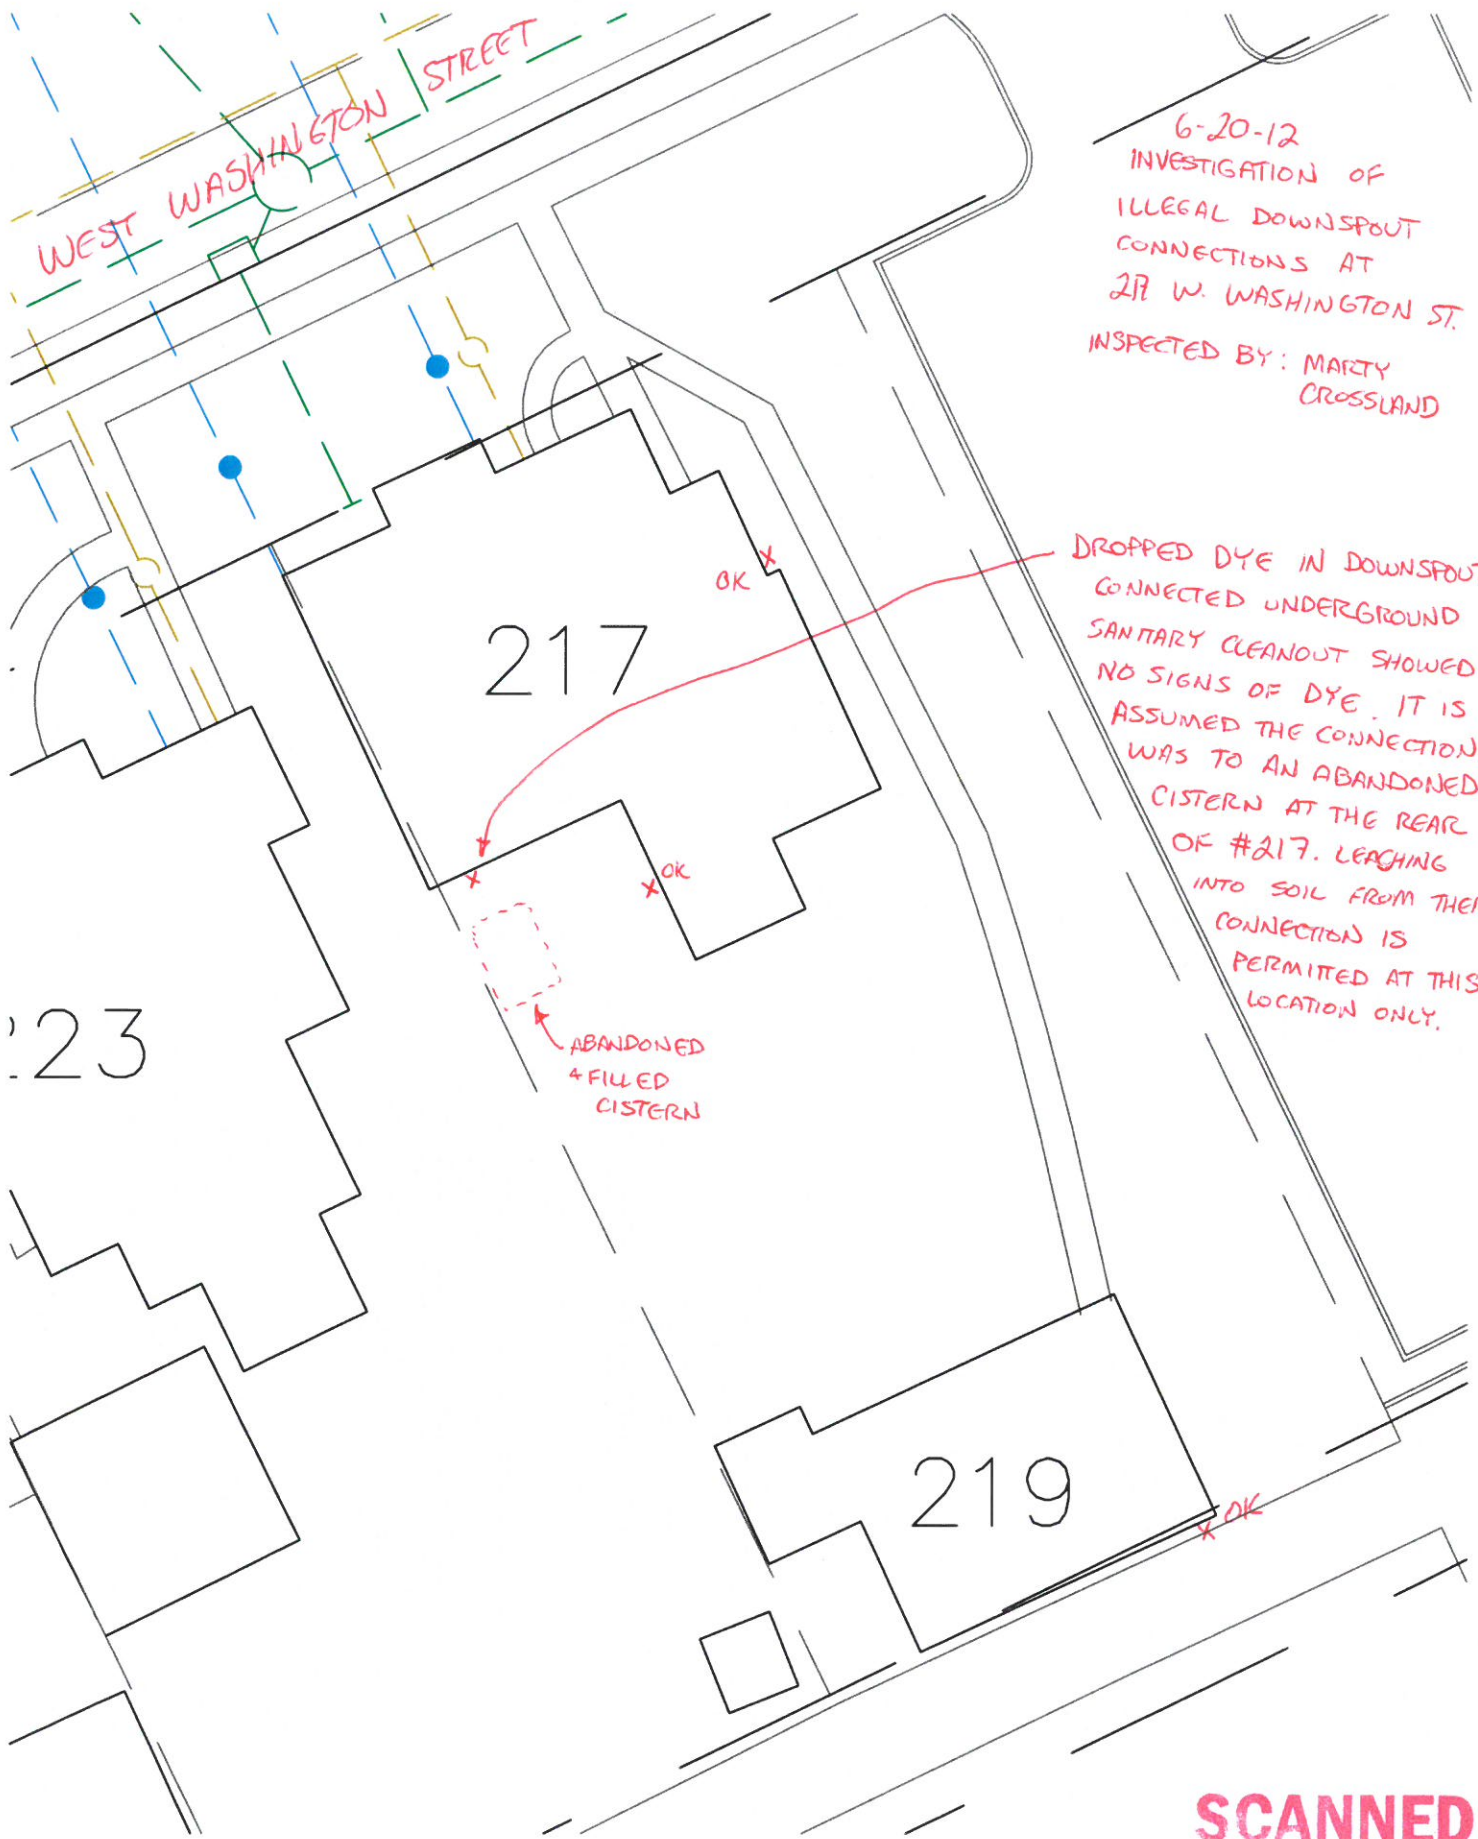 WEST WASHINGTON STREET
6-20-12
INVESTIGATION OF
ILLEGAL DOWNSPOUT
CONNECTIONS AT
217 W. WASHINGTON ST.
INSPECTED BY: MARTY
CROSSLAND
DROPPED DYE IN DOWNSPOUT
CONNECTED UNDERGROUND
SANITARY CLEANOUT SHOWED
NO SIGNS OF DYE. IT IS
ASSUMED THE CONNECTION
WAS TO AN ABANDONED
CISTERN AT THE REAR
OF #217. LEACHING
INTO SOIL FROM
CONNECTION IS
PERMITTED AT THIS
LOCATION ONLY.
OK
217
OK
ABANDONED
& FILLED
CISTERN
223
219
OK
SCANNED